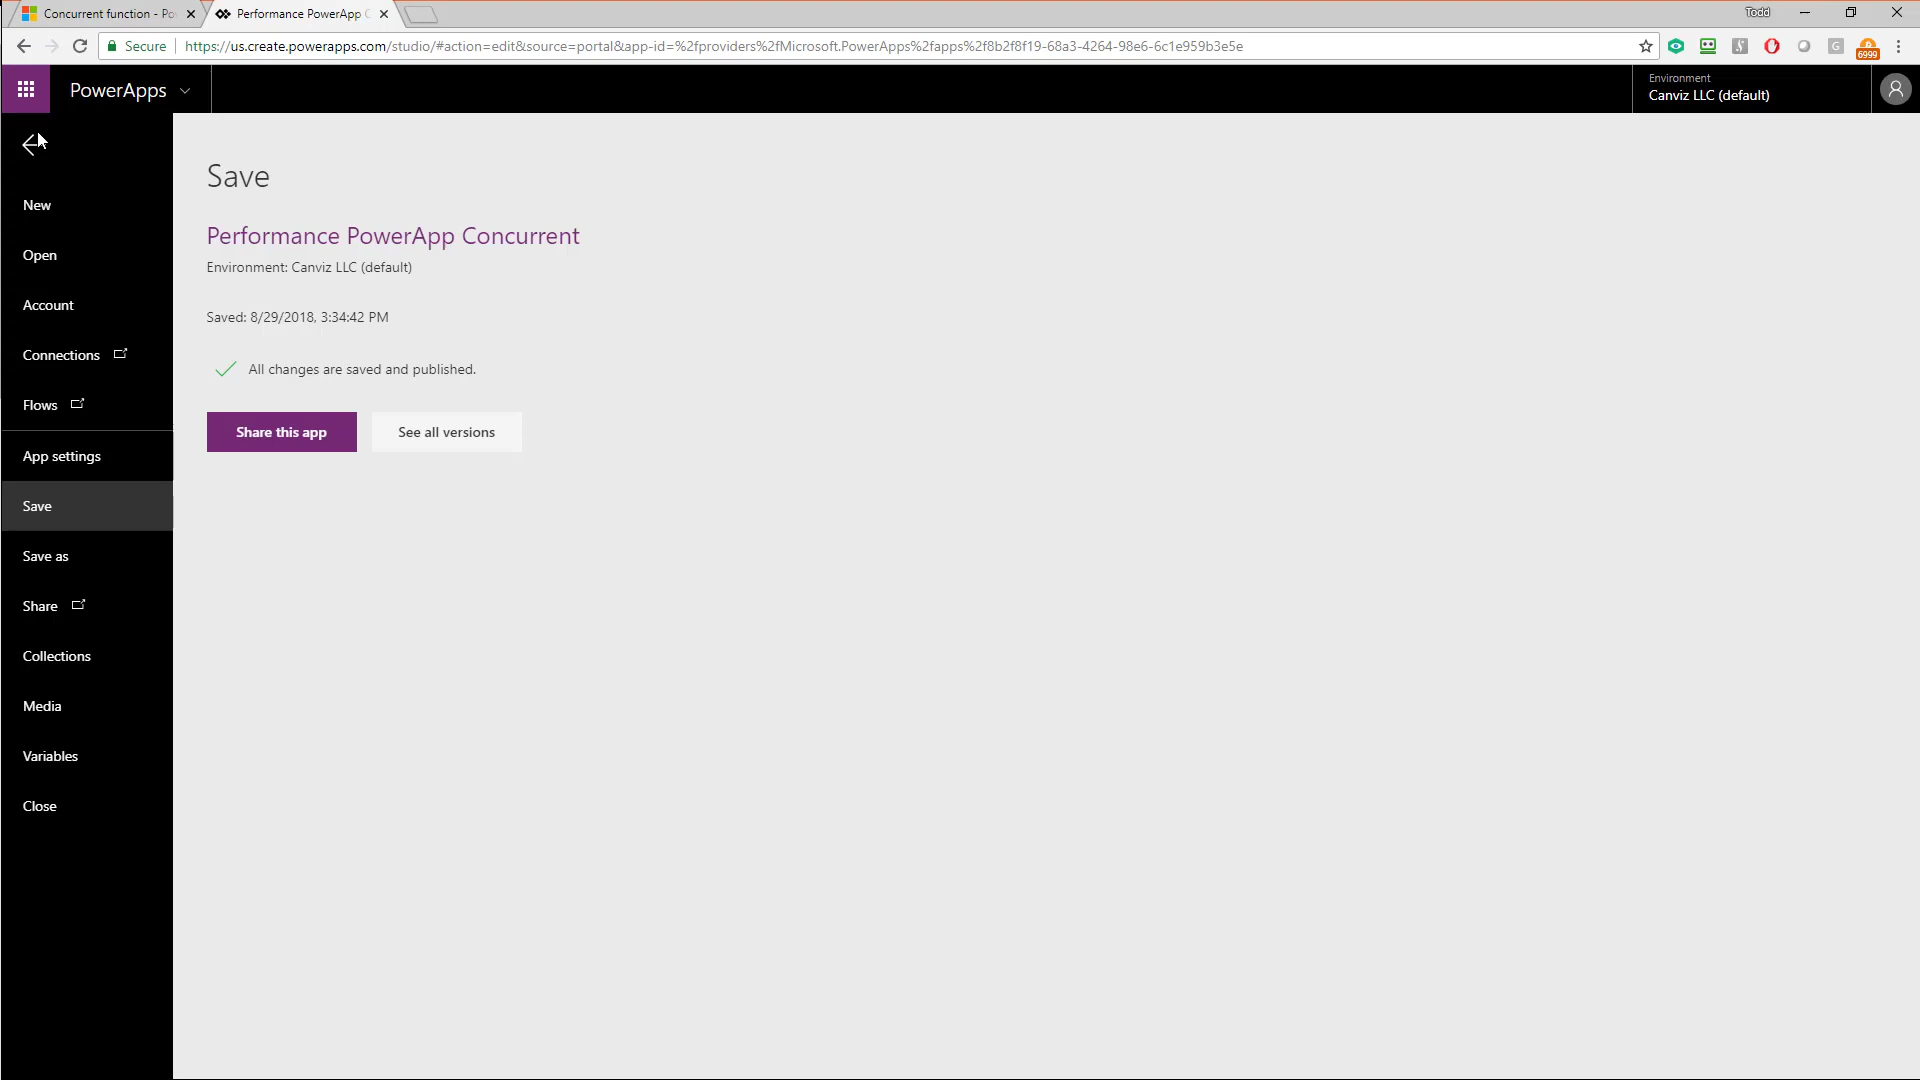 Concurrent function - Po
Performance PowerApp C
Todd
Secure
https://us.create.powerapps.com/studio/#action=edit&source=portal&app-id=%2fproviders%2fMicrosoft.PowerApps%2fapps%2f8b2f8f19-68a3-4264-98e6-6c1e959b3e5e
G
6999
PowerApps
Environment
Canviz LLC (default)
New
Open
Account
Connections
Flows
App settings
Save
Save as
Share
Collections
Media
Variables
Close
Save
Performance PowerApp Concurrent
Environment: Canviz LLC (default)
Saved: 8/29/2018, 3:34:42 PM
All changes are saved and published.
Share this app
See all versions